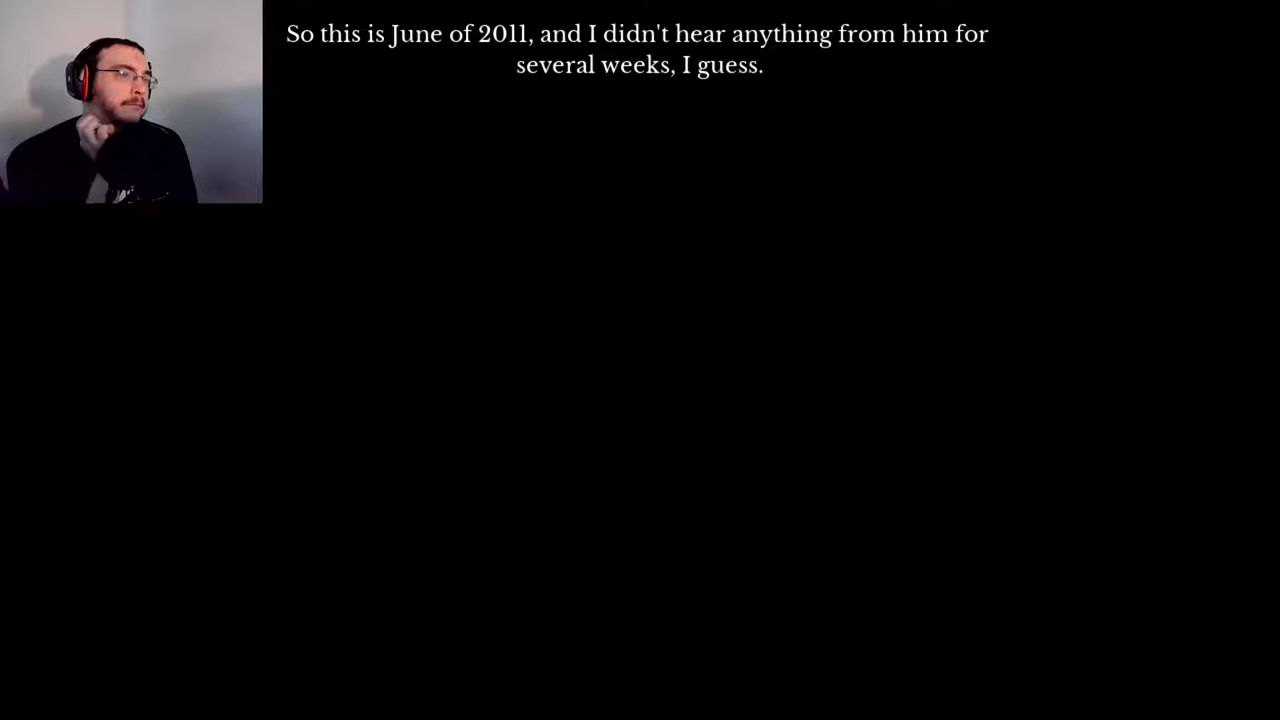 So this is June of 2011, and I didn't hear anything from him for
several weeks, I guess.